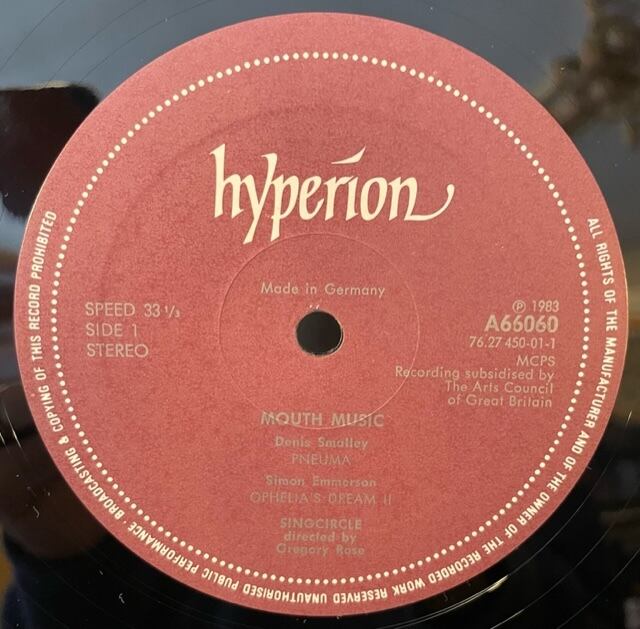 hyperion
Made in Germany
SPEED 33 1/3
SIDE 1
STEREO
℗ 1983
A66060
76.27 450-01-1
MCPS
Recording subsidised by
The Arts Council
of Great Britain
MOUTH MUSIC
Denis Smalley
PNEUMA
Simon Emmerson
OPHELIA'S DREAM II
SINGCIRCLE
directed by
Gregory Rose
ALL RIGHTS OF THE MANUFACTURER AND OF THE OWNER OF THE RECORDED WORK RESERVED UNAUTHORISED PUBLIC PERFORMANCE · BROADCASTING & COPYING OF THIS RECORD PROHIBITED